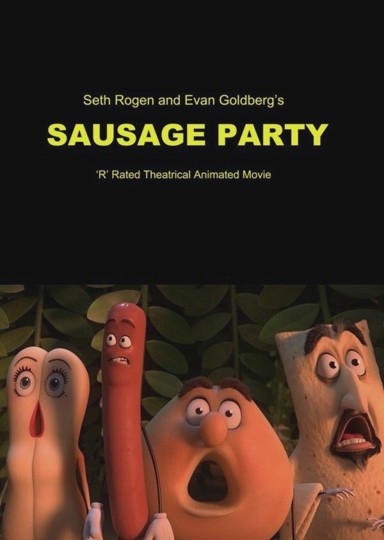 Seth Rogen and Evan Goldberg's
SAUSAGE PARTY
'R' Rated Theatrical Animated Movie